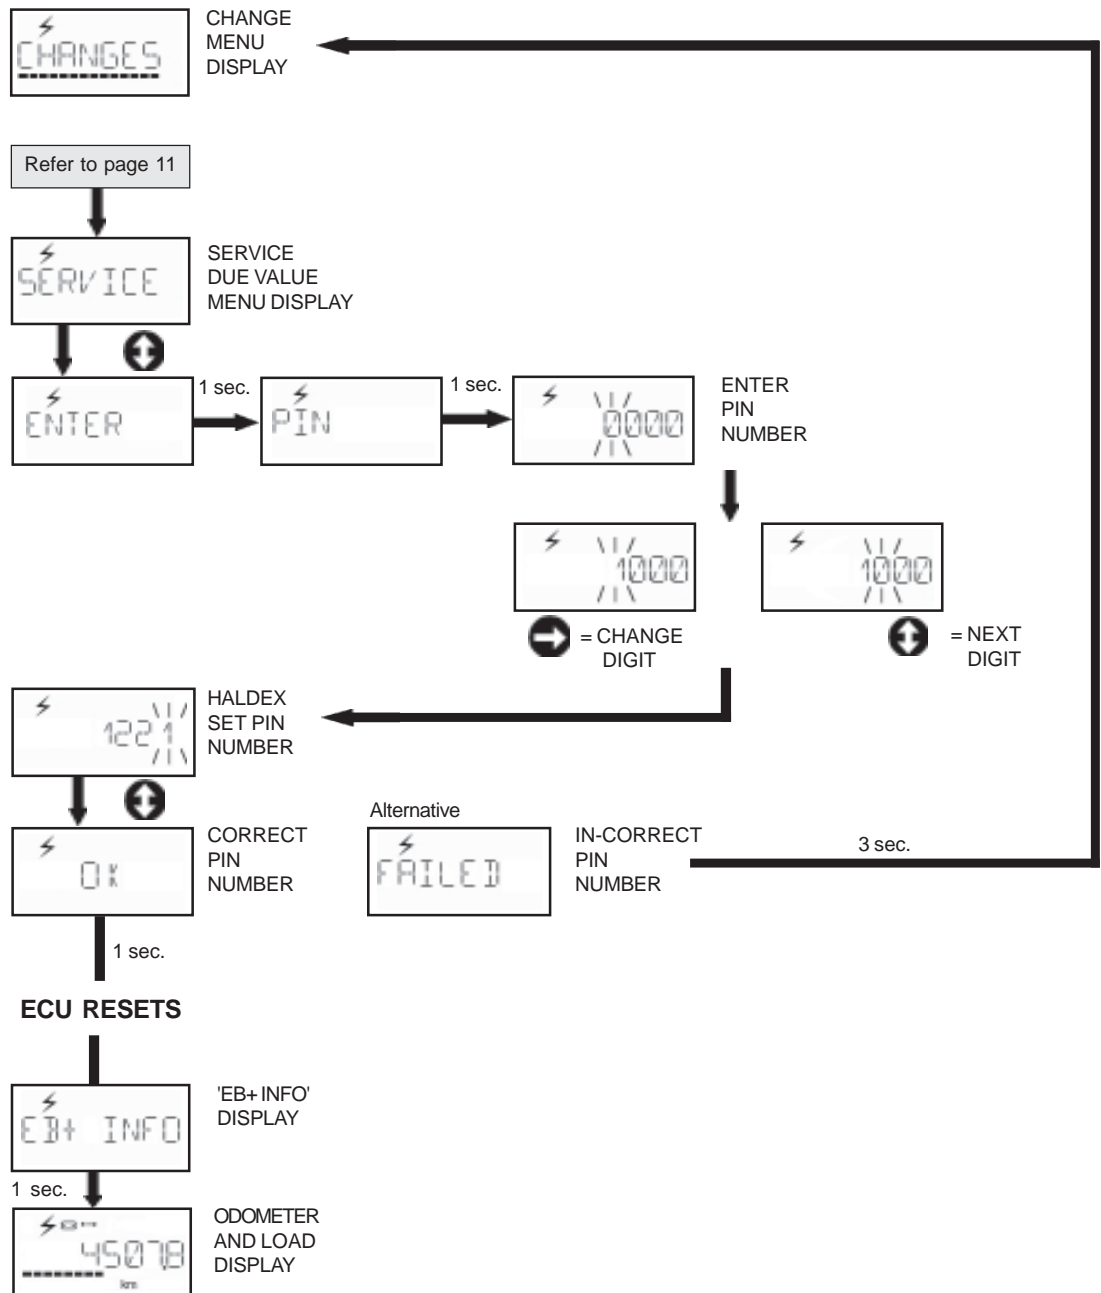 CHANGES
CHANGE
MENU
DISPLAY
Refer to page 11
SERVICE
SERVICE
DUE VALUE
MENU DISPLAY
ENTER
1 sec.
PIN
1 sec.
0000
ENTER
PIN
NUMBER
1000
1000
= CHANGE
DIGIT
= NEXT
DIGIT
1221
HALDEX
SET PIN
NUMBER
OK
CORRECT
PIN
NUMBER
Alternative
FAILED
IN-CORRECT
PIN
NUMBER
3 sec.
1 sec.
ECU RESETS
EB+ INFO
'EB+ INFO'
DISPLAY
1 sec.
45078
km
ODOMETER
AND LOAD
DISPLAY